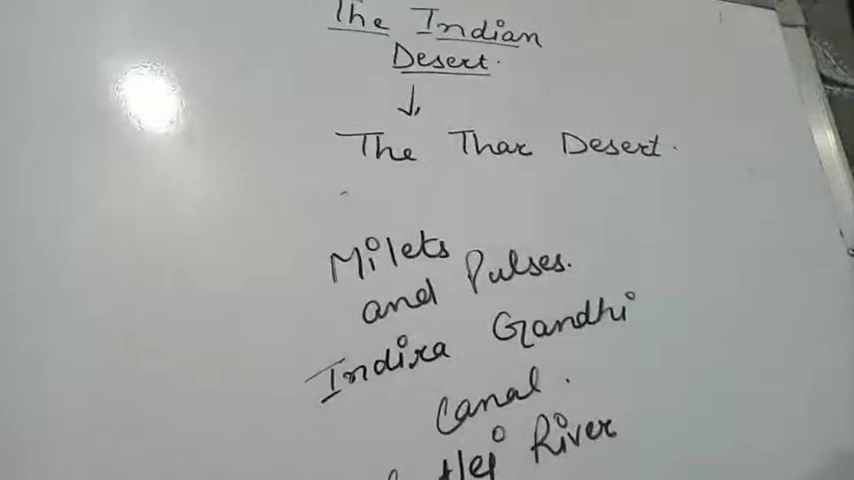 The Indian
Desert.
The Thar Desert.
Milets
and Pulses.
Indira Gandhi
Canal.
River